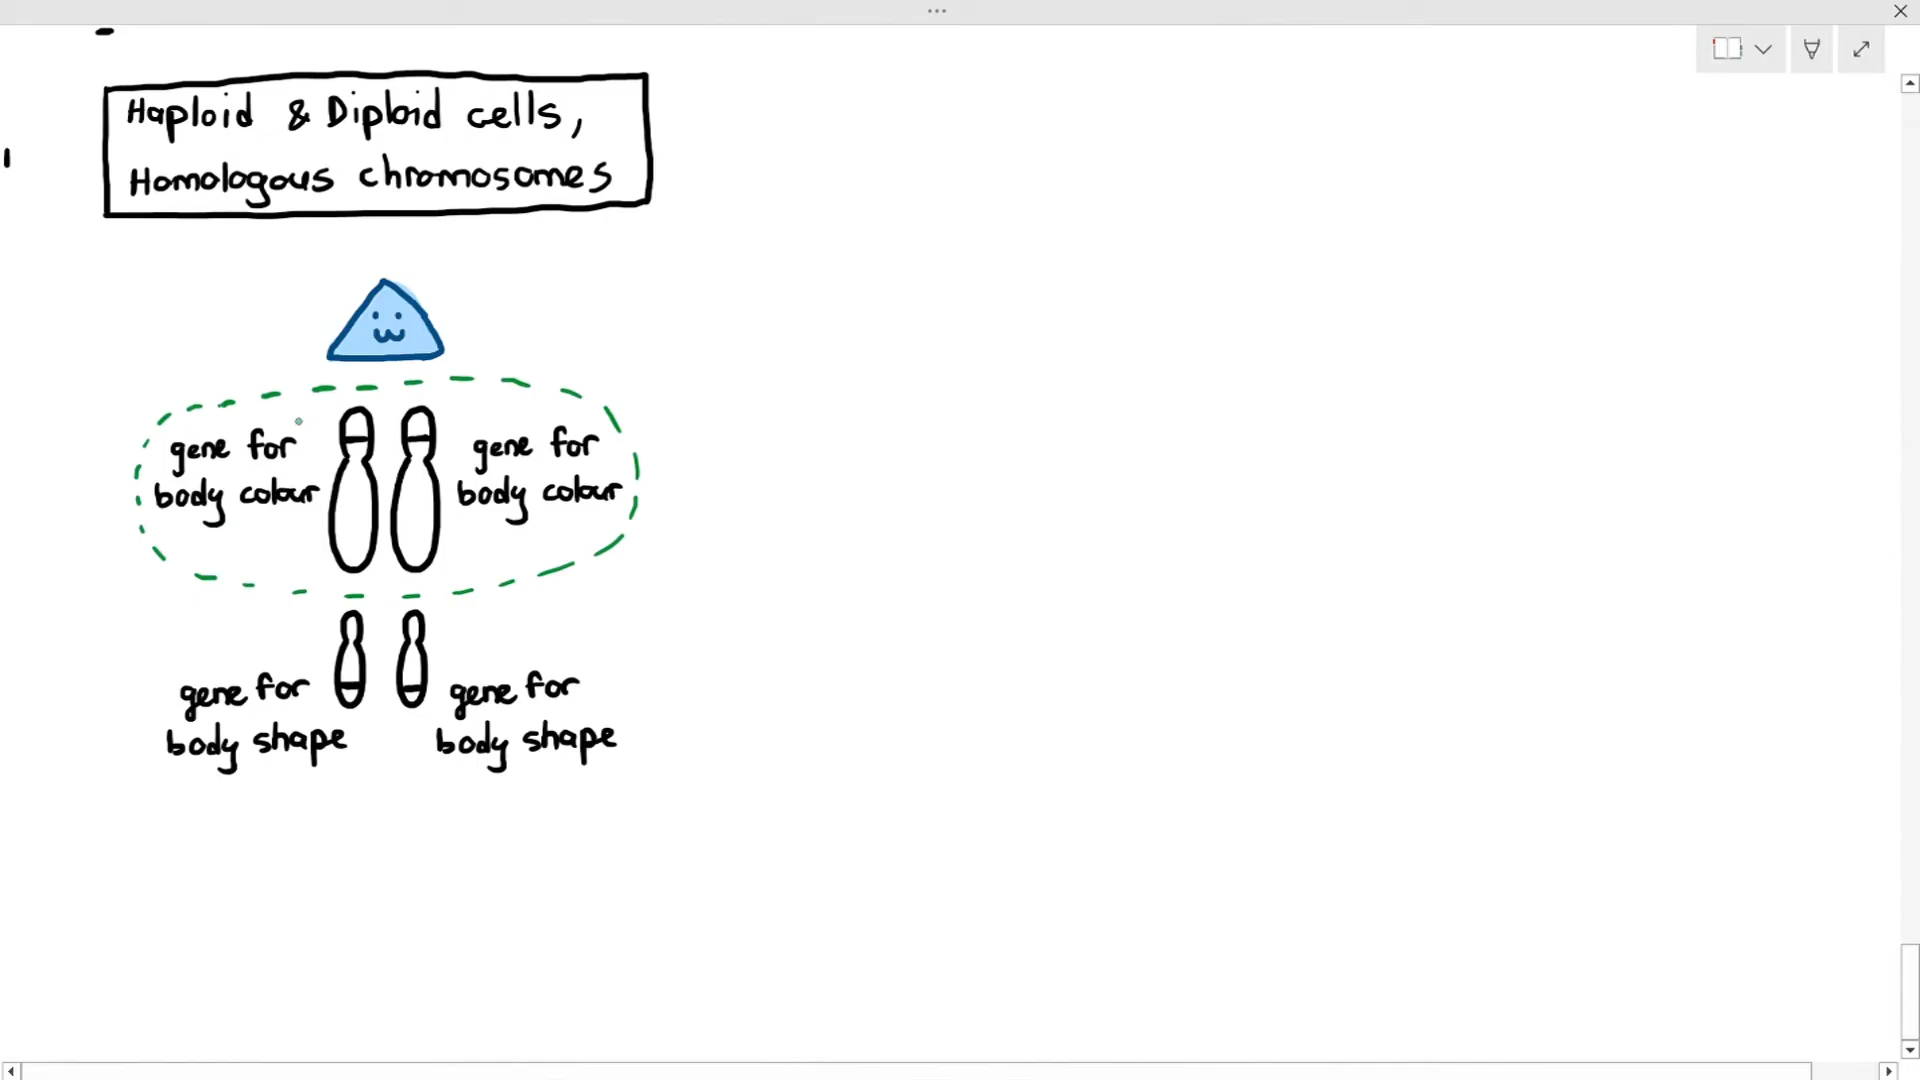 Haploid & Diploid cells,
Homologous chromosomes
gene for
body colour
gene for
body colour
gene for
body shape
gene for
body shape